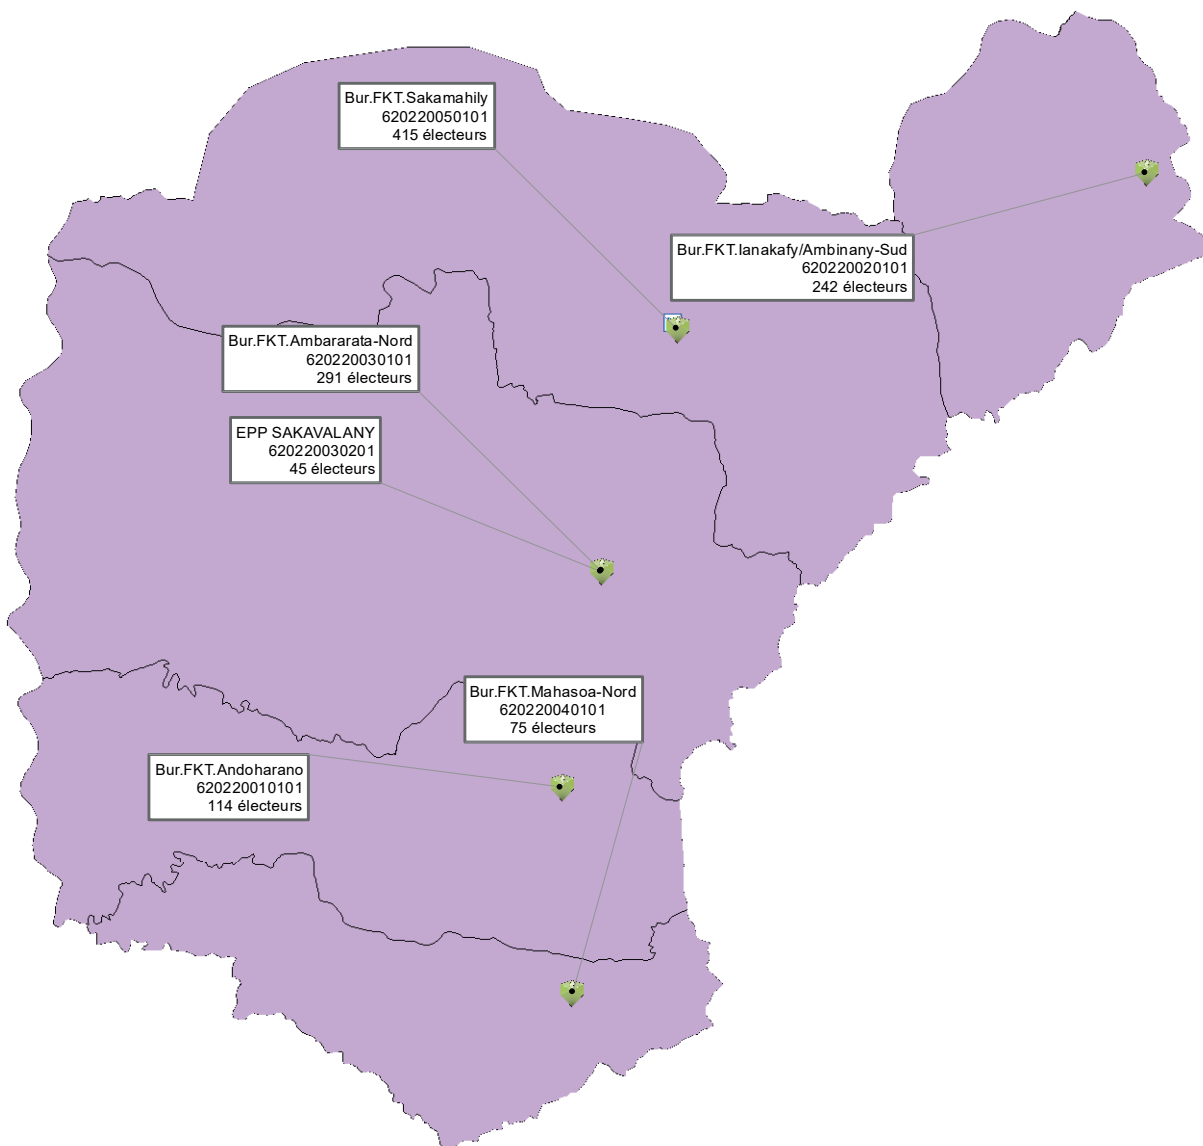 Bur.FKT.Sakamahily
620220050101
415 électeurs
Bur.FKT.Ianakafy/Ambinany-Sud
620220020101
242 électeurs
Bur.FKT.Ambararata-Nord
620220030101
291 électeurs
EPP SAKAVALANY
620220030201
45 électeurs
Bur.FKT.Mahasoa-Nord
620220040101
75 électeurs
Bur.FKT.Andoharano
620220010101
114 électeurs